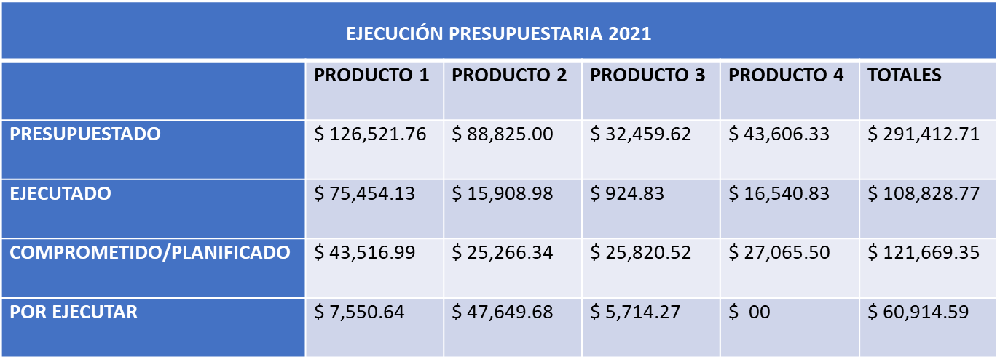 EJECUCIÓN PRESUPUESTARIA 2021
PRODUCTO 1 PRODUCTO 2 PRODUCTO 3 PRODUCTO 4 TOTALES
PRESUPUESTADO $ 126,521.76 $ 88,825.00 $ 32,459.62 $ 43,606.33 $ 291,412.71
EJECUTADO $ 75,454.13 $ 15,908.98 $ 924.83 $ 16,540.83 $ 108,828.77
COMPROMETIDO/PLANIFICADO $ 43,516.99 $ 25,266.34 $ 25,820.52 $ 27,065.50 $ 121,669.35
POR EJECUTAR $ 7,550.64 $ 47,649.68 $ 5,714.27 $ 00 $ 60,914.59